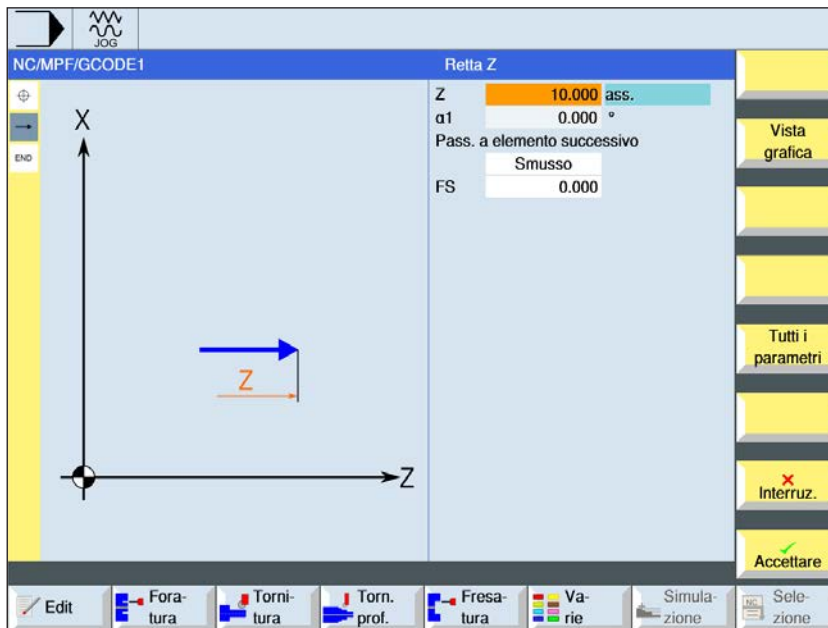 JOG
NC/MPF/GCODE1
Retta Z
END
X
Z
Z
Z 10.000 ass.
α1 0.000 °
Pass. a elemento successivo
Smusso
FS 0.000
Vista
grafica
Tutti i
parametri
Interruz.
Accettare
Edit
Fora-
tura
Torni-
tura
Torn.
prof.
Fresa-
tura
Va-
rie
Simula-
zione
NC
Sele-
zione